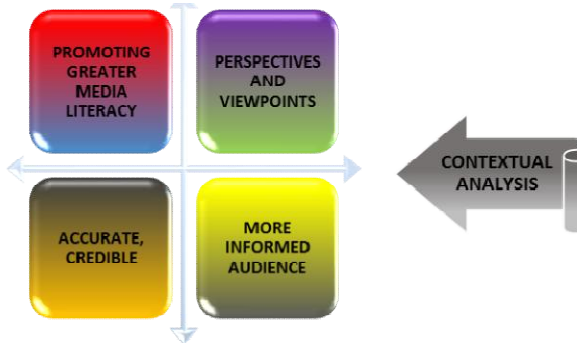 PROMOTING
GREATER
MEDIA
LITERACY
PERSPECTIVES
AND
VIEWPOINTS
ACCURATE,
CREDIBLE
MORE
INFORMED
AUDIENCE
CONTEXTUAL
ANALYSIS